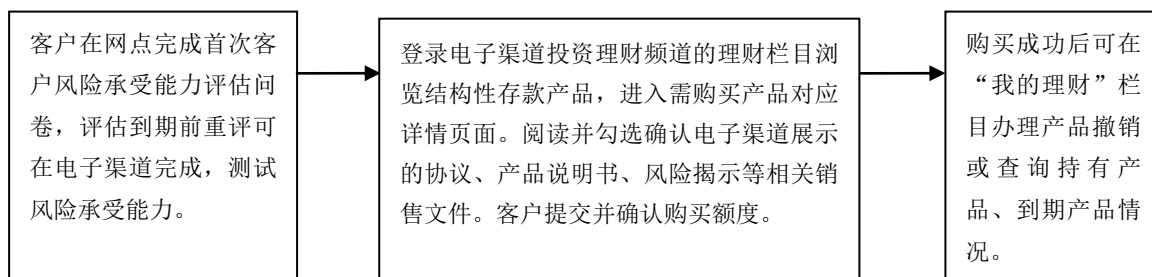 客户在网点完成首次客
户风险承受能力评估问
卷，评估到期前重评可
在电子渠道完成，测试
风险承受能力。
登录电子渠道投资理财频道的理财栏目浏
览结构性存款产品，进入需购买产品对应
详情页面。阅读并勾选确认电子渠道展示
的协议、产品说明书、风险揭示等相关销
售文件。客户提交并确认购买额度。
购买成功后可在
“我的理财”栏
目办理产品撤销
或查询持有产
品、到期产品情
况。